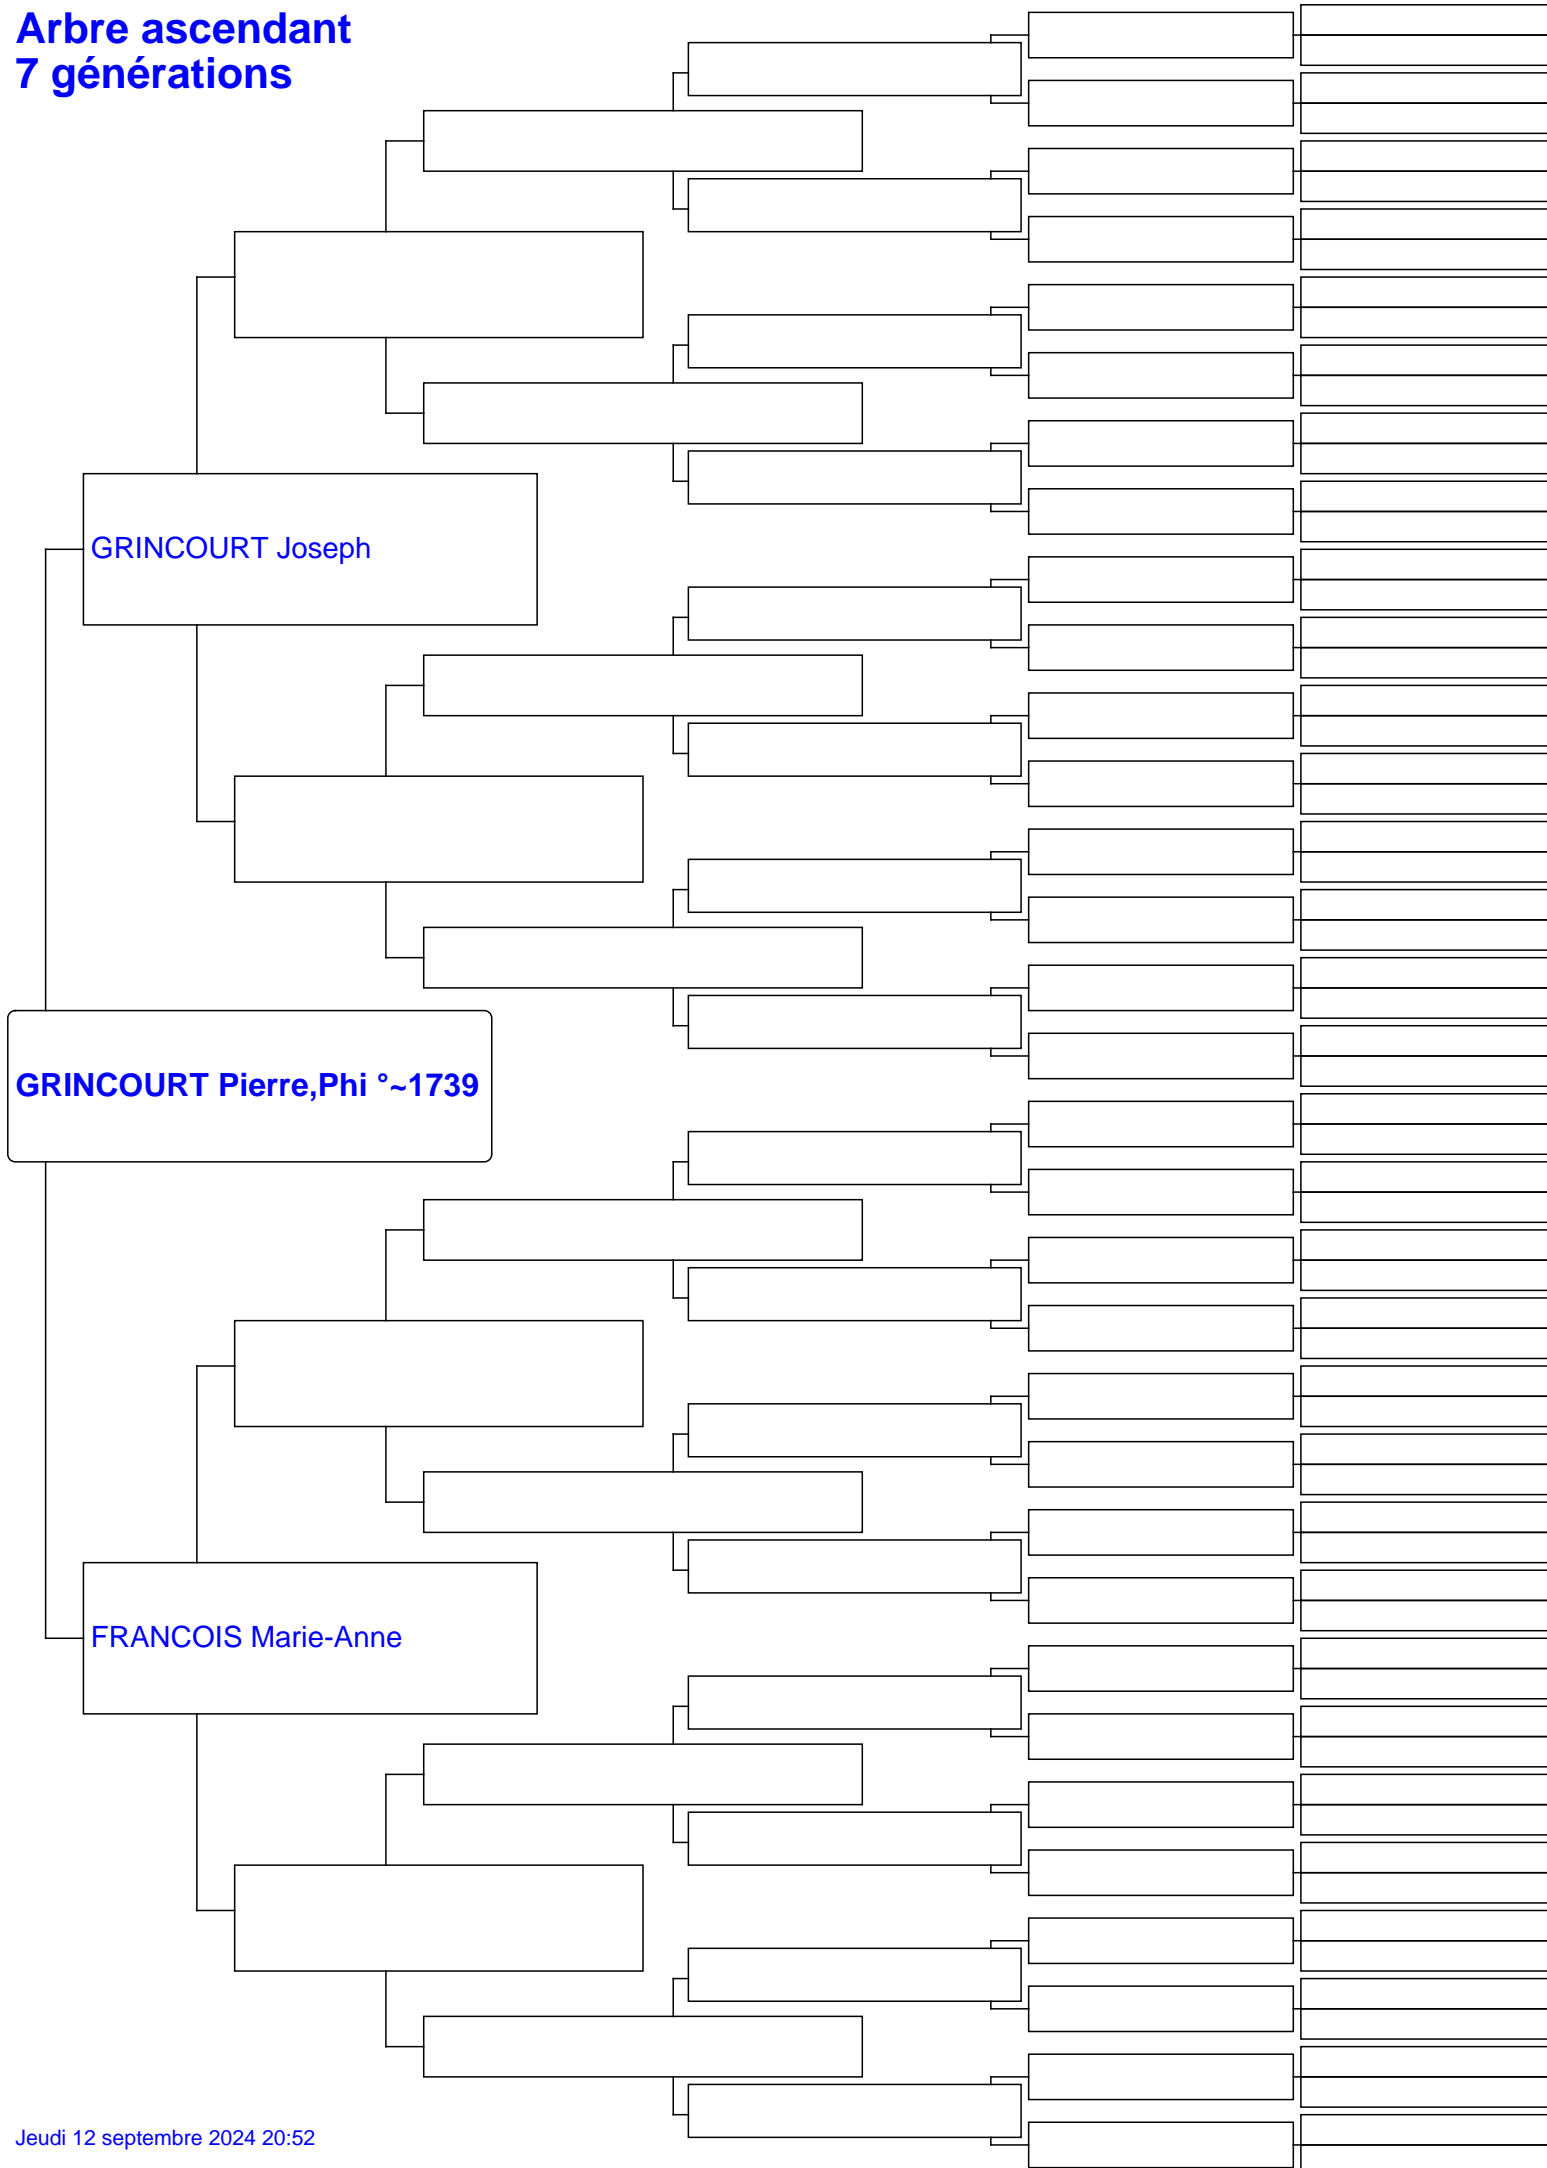 Arbre ascendant
7 générations
GRINCOURT Joseph
GRINCOURT Pierre,Phi °~1739
FRANCOIS Marie-Anne
Jeudi 12 septembre 2024 20:52